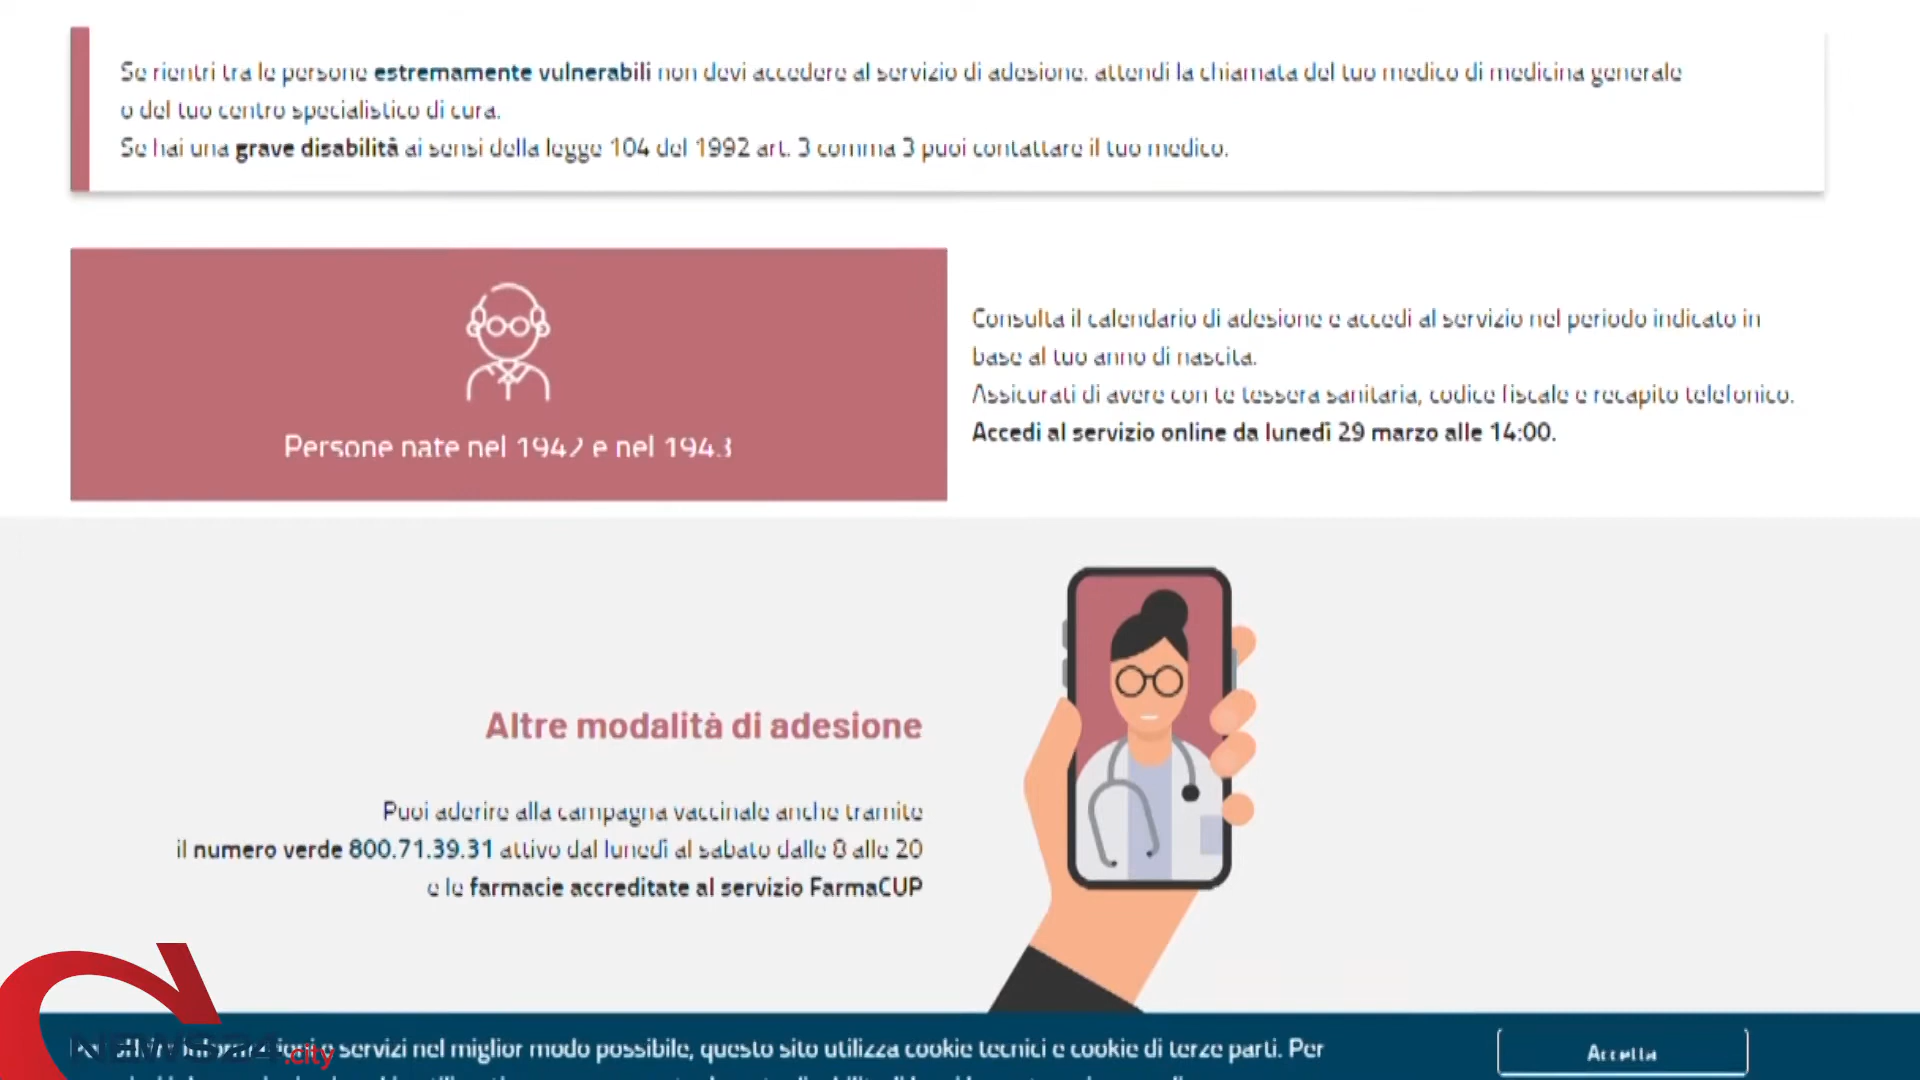 Se rientri tra le persone estremamente vulnerabili non devi accedere al servizio di adesione. attendi la chiamata del tuo medico di medicina generale
o del tuo centro specialistico di cura.
Se hai una grave disabilità ai sensi della legge 104 del 1992 art. 3 comma 3 puoi contattare il tuo medico.
Consulta il calendario di adesione e accedi al servizio nel periodo indicato in
base al tuo anno di nascita.
Assicurati di avere con te tessera sanitaria, codice fiscale e recapito telefonico.
Accedi al servizio online da lunedì 29 marzo alle 14:00.
Persone nate nel 1942 e nel 1943
Altre modalità di adesione
Puoi aderire alla campagna vaccinale anche tramite
il numero verde 800.71.39.31 attivo dal lunedì al sabato dalle 8 alle 20
e le farmacie accreditate al servizio FarmaCUP
servizi nel miglior modo possibile, questo sito utilizza cookie tecnici e cookie di terze parti. Per
Accetta
NEWS24.city